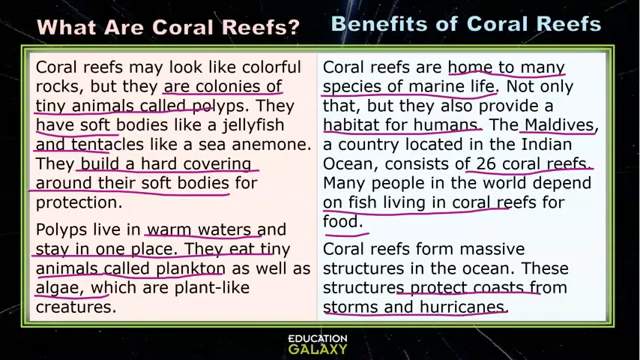 What Are Coral Reefs?
Coral reefs may look like colorful
rocks, but they are colonies of
tiny animals called polyps. They
have soft bodies like a jellyfish
and tentacles like a sea anemone.
They build a hard covering
around their soft bodies for
protection.
Polyps live in warm waters and
stay in one place. They eat tiny
animals called plankton as well as
algae, which are plant-like
creatures.
Benefits of Coral Reefs
Coral reefs are home to many
species of marine life. Not only
that, but they also provide a
habitat for humans. The Maldives,
a country located in the Indian
Ocean, consists of 26 coral reefs.
Many people in the world depend
on fish living in coral reefs for
food.
Coral reefs form massive
structures in the ocean. These
structures protect coasts from
storms and hurricanes.
EDUCATION
GALAXY